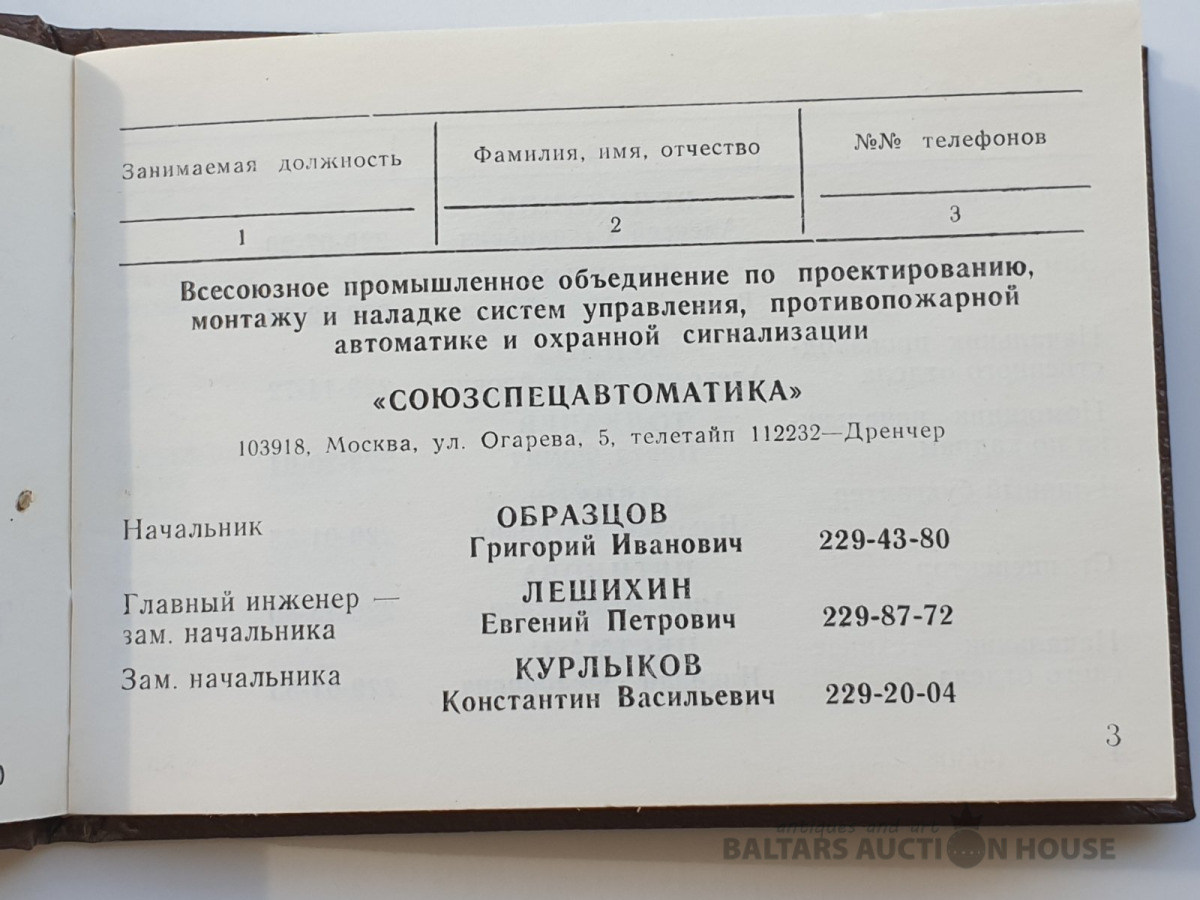 Занимаемая должность
Фамилия, имя, отчество
№№ телефонов
1
2
3
Всесоюзное промышленное объединение по проектированию,
монтажу и наладке систем управления, противопожарной
автоматике и охранной сигнализации
«СОЮЗСПЕЦАВТОМАТИКА»
103918, Москва, ул. Огарева, 5, телетайп 112232—Дренчер
Начальник
ОБРАЗЦОВ
Григорий Иванович
229-43-80
Главный инженер —
зам. начальника
ЛЕШИХИН
Евгений Петрович
229-87-72
Зам. начальника
КУРЛЫКОВ
Константин Васильевич
229-20-04
3
antiques and art
BALTARS AUCTION HOUSE